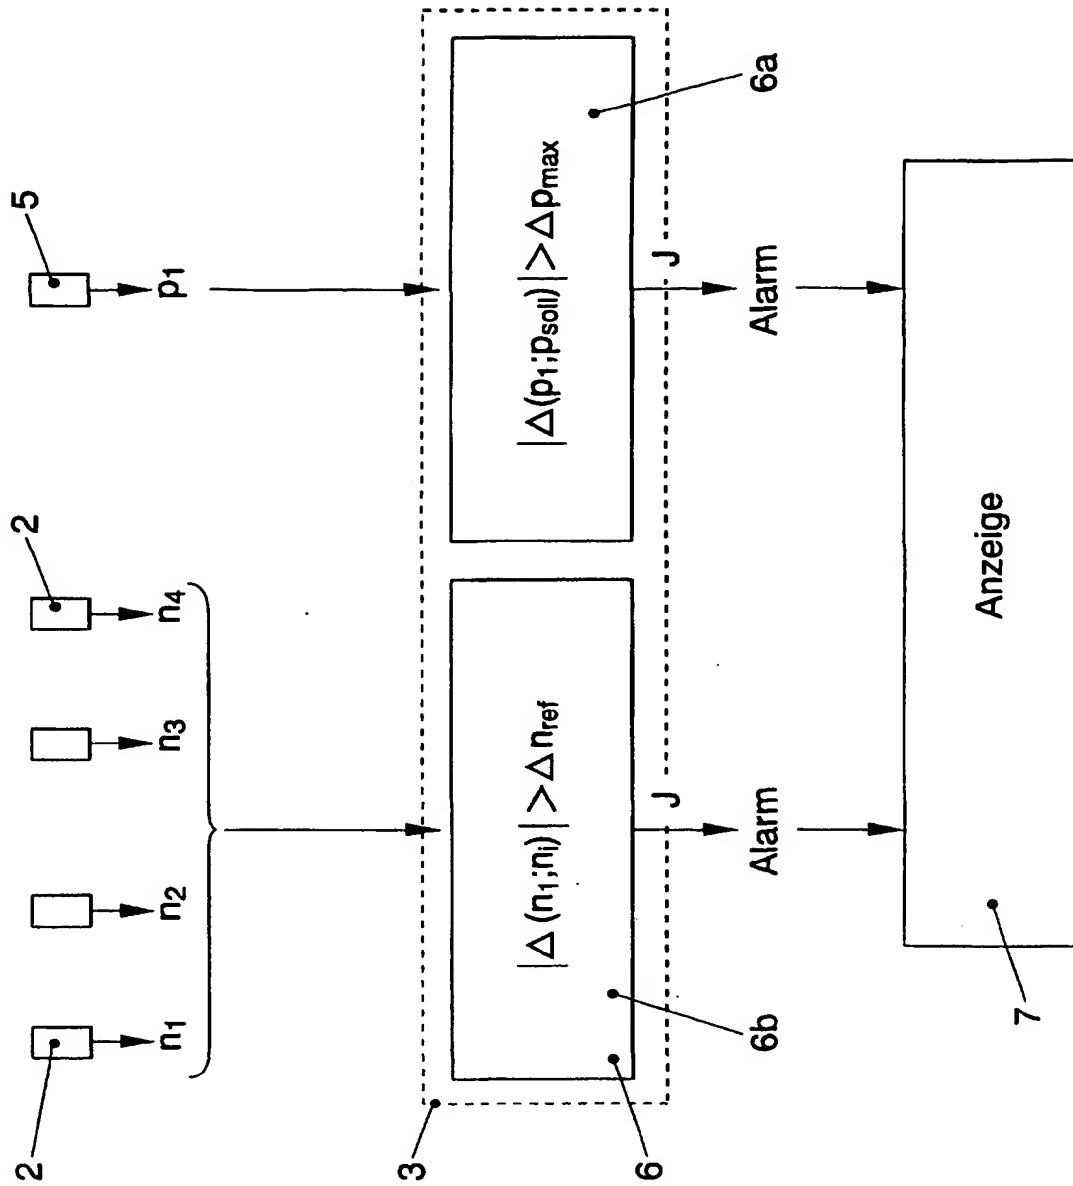 2
5
n1
n2
n3
n4
p1
3
|Δ (n1;ni)|>Δnref
|Δ(p1;psoll)|>Δpmax
6
6b
6a
J
J
Alarm
Alarm
Anzeige
7
2